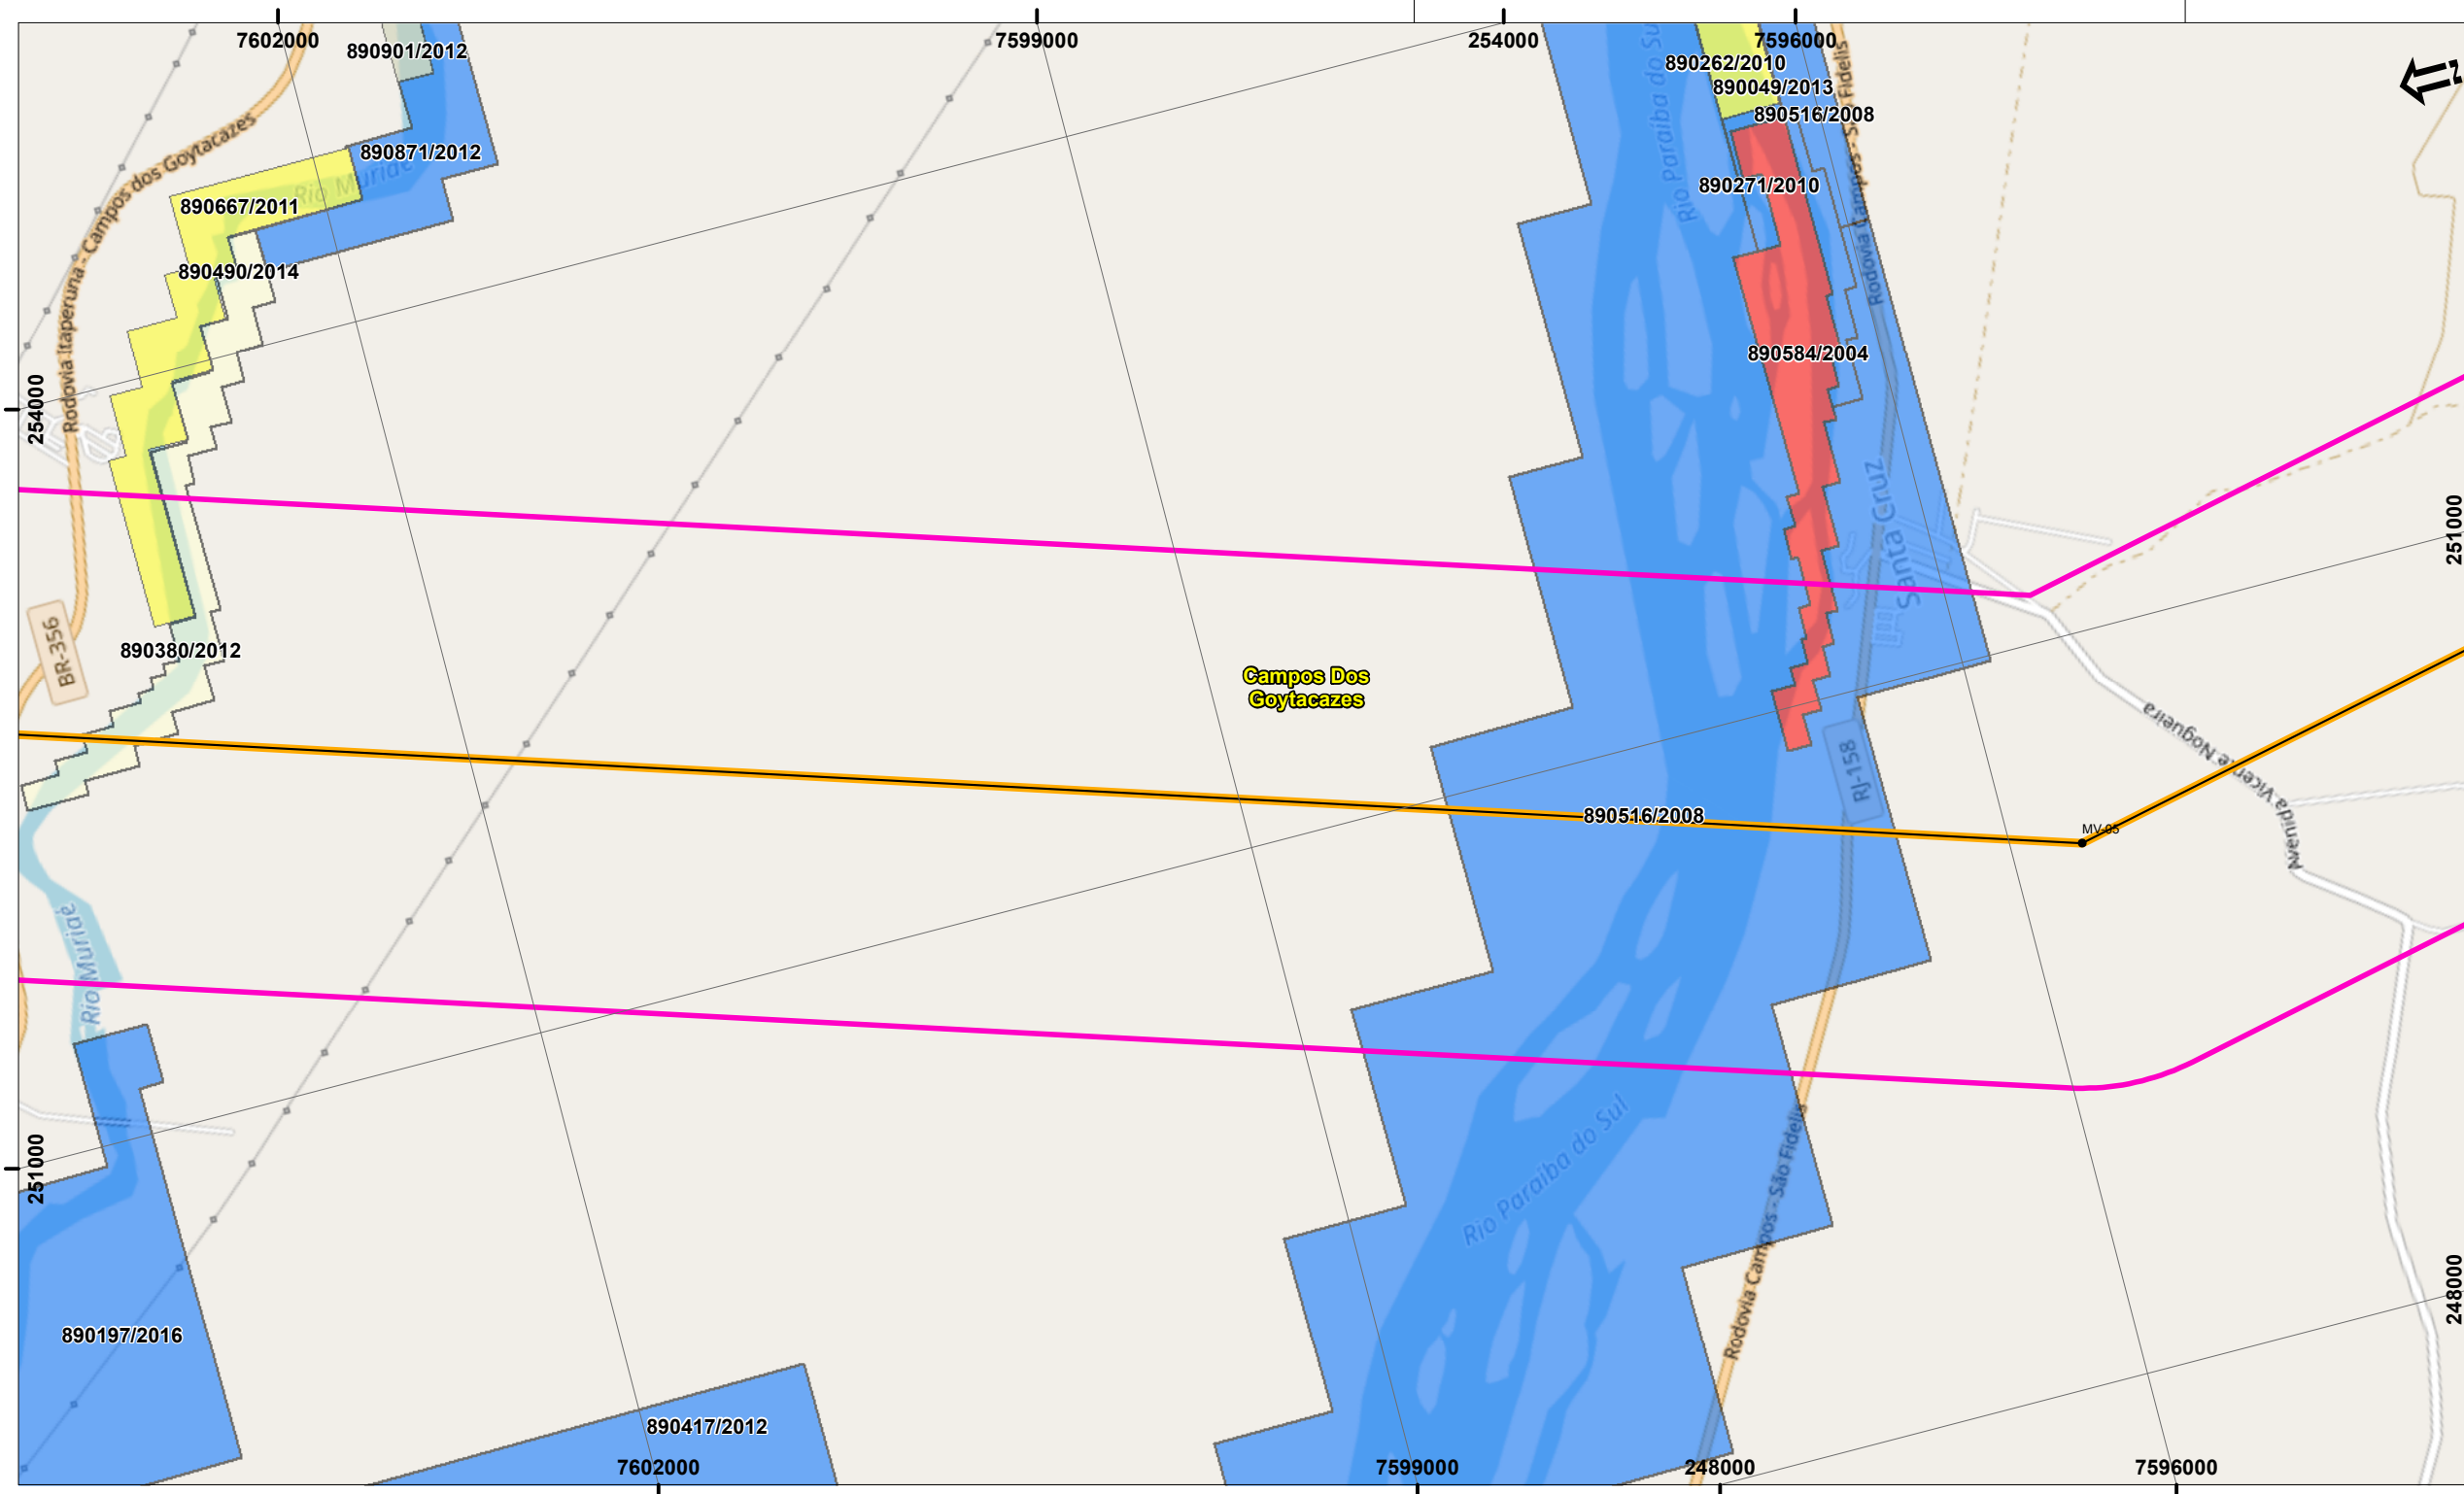 7602000
890901/2012
7599000
254000
7596000
890262/2010
890049/2013
890516/2008
Rodovia Itaperuna - Campos dos Goytacazes
890871/2012
Rio Muriaé
890667/2011
890490/2014
Rio Paraíba do Sul
890271/2010
Rodovia Campos - São Fidelis
890584/2004
254000
251000
Santa Cruz
BR-356
890380/2012
Campos Dos
Goytacazes
Avenida Vicente Nogueira
RJ-158
890516/2008
MV-05
Rio Muriaé
251000
Rio Paraíba do Sul
Rodovia Campos - São Fidelis
248000
890197/2016
890417/2012
7602000
7599000
248000
7596000